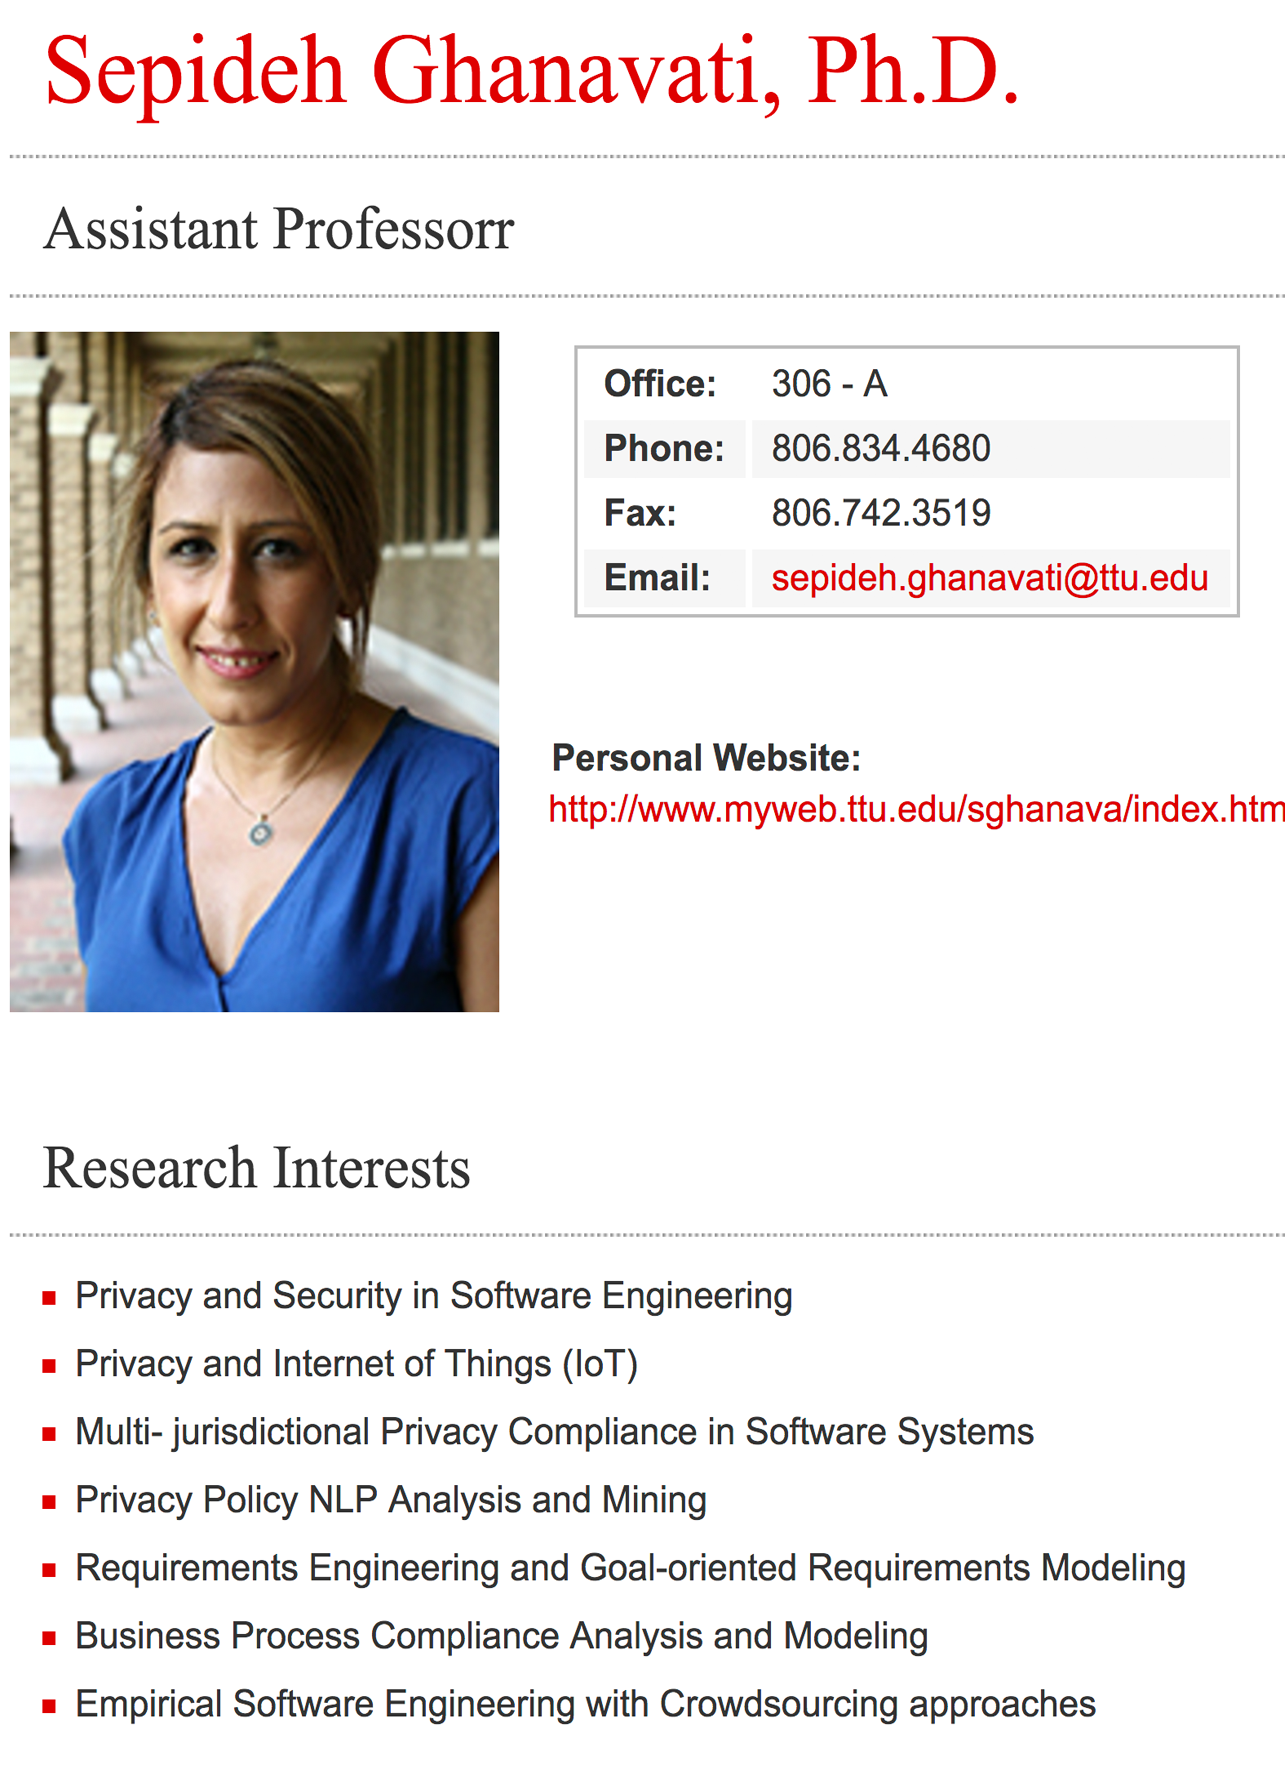 Sepideh Ghanavati, Ph.D.
Assistant Professorr
Office: 306 - A
Phone: 806.834.4680
Fax: 806.742.3519
Email: sepideh.ghanavati@ttu.edu
Personal Website:
http://www.myweb.ttu.edu/sghanava/index.htm
Research Interests
Privacy and Security in Software Engineering
Privacy and Internet of Things (IoT)
Multi- jurisdictional Privacy Compliance in Software Systems
Privacy Policy NLP Analysis and Mining
Requirements Engineering and Goal-oriented Requirements Modeling
Business Process Compliance Analysis and Modeling
Empirical Software Engineering with Crowdsourcing approaches